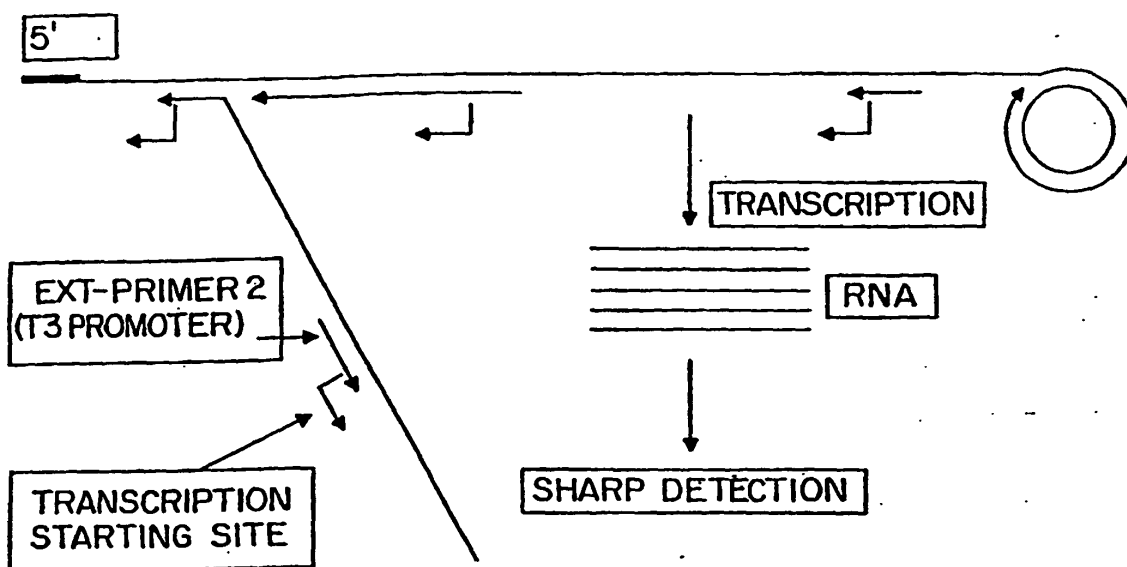 5'
TRANSCRIPTION
EXT-PRIMER 2
(T3 PROMOTER)
RNA
TRANSCRIPTION
STARTING SITE
SHARP DETECTION